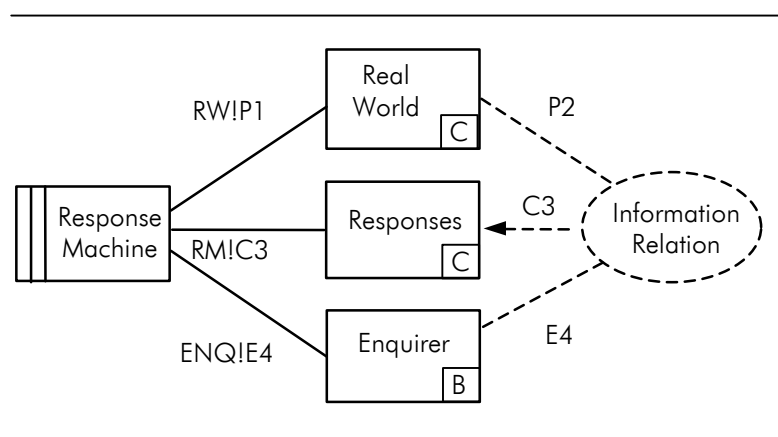 Real
World
C
RW!P1
P2
Response
Machine
RM!C3
Responses
C
C3
Information
Relation
ENQ!E4
Enquirer
B
E4